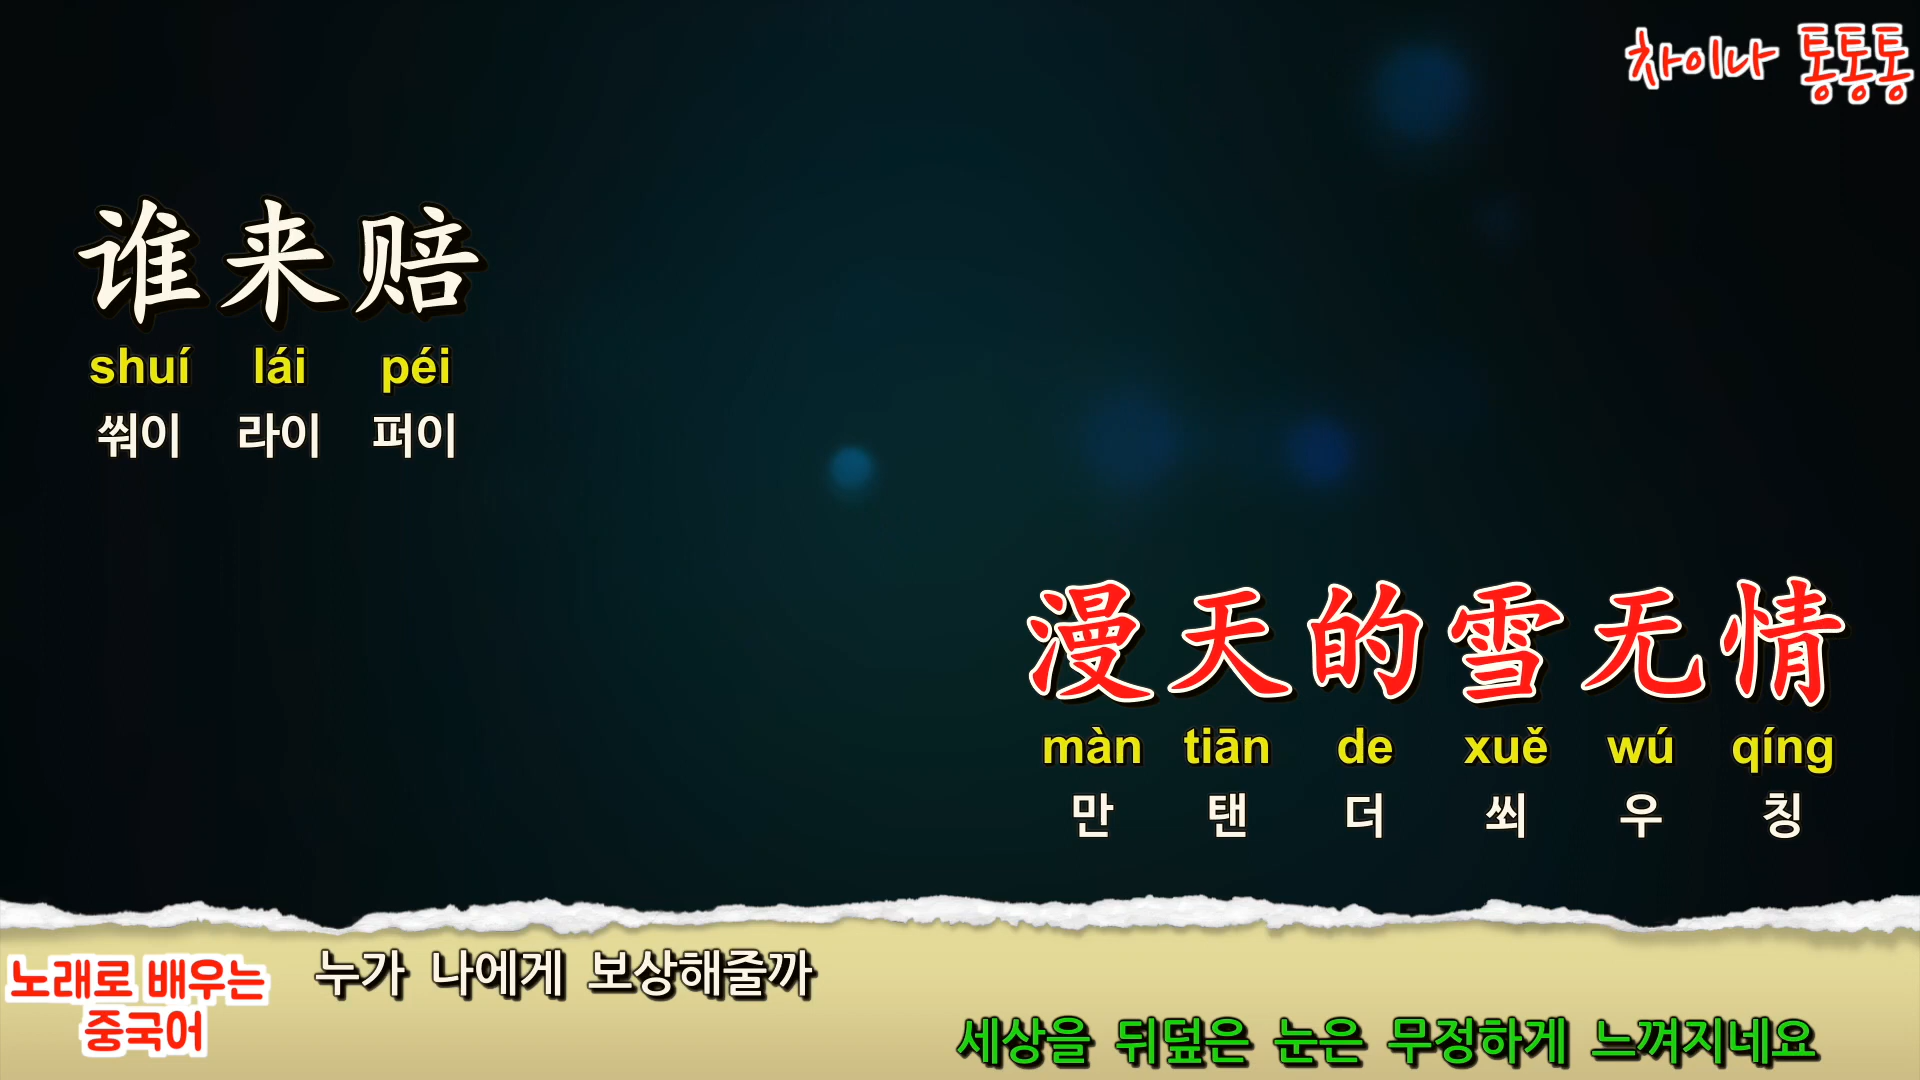 차이나 통통통
谁来赔
shuí lái péi
쒀이 라이 퍼이
漫天的雪无情
màn tiān de xuě wú qíng
만 탠 더 쐬 우 칭
노래로 배우는
중국어
누가 나에게 보상해줄까
세상을 뒤덮은 눈은 무정하게 느껴지네요